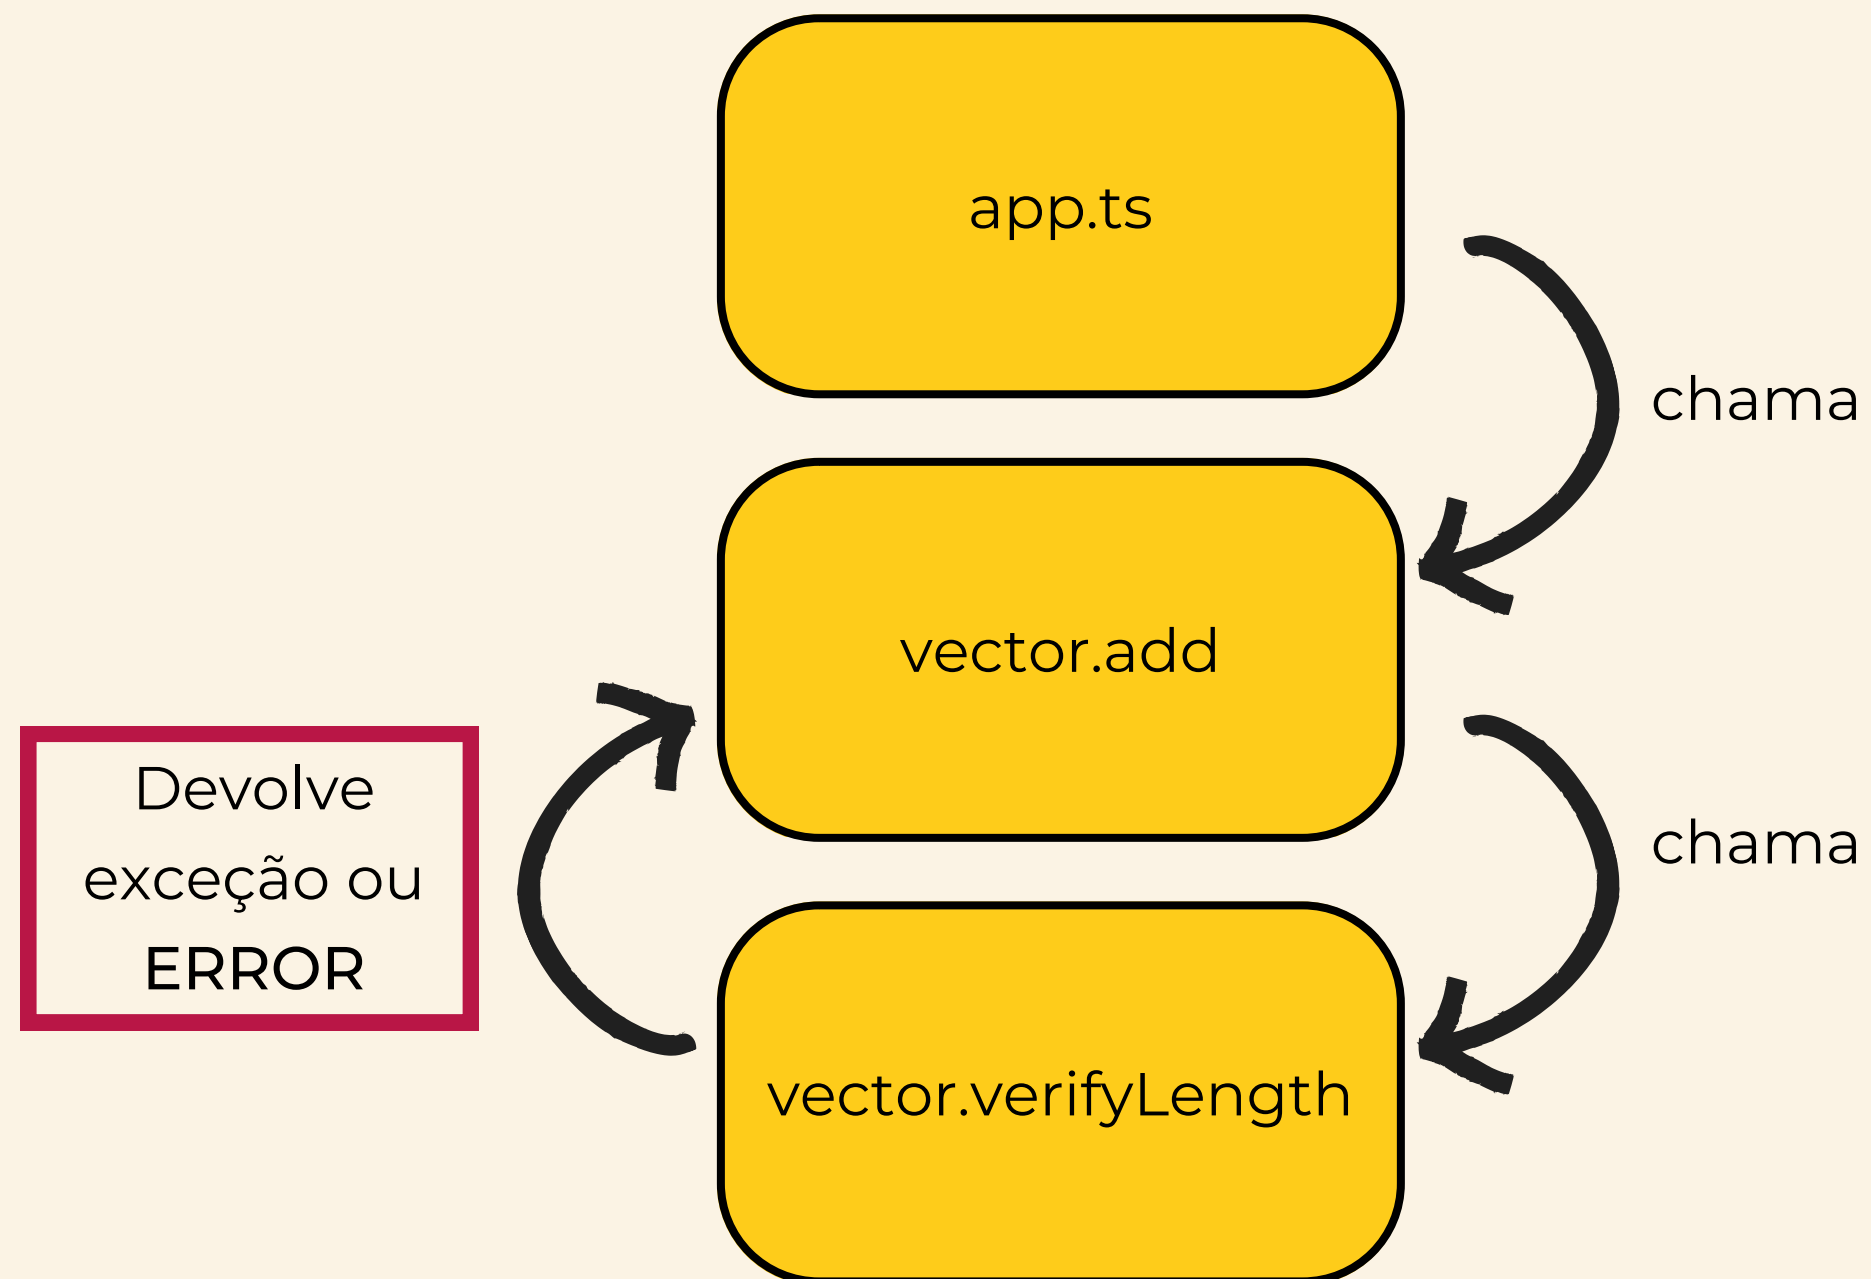 app.ts
chama
vector.add
Devolve
exceção ou
ERROR
chama
vector.verifyLength